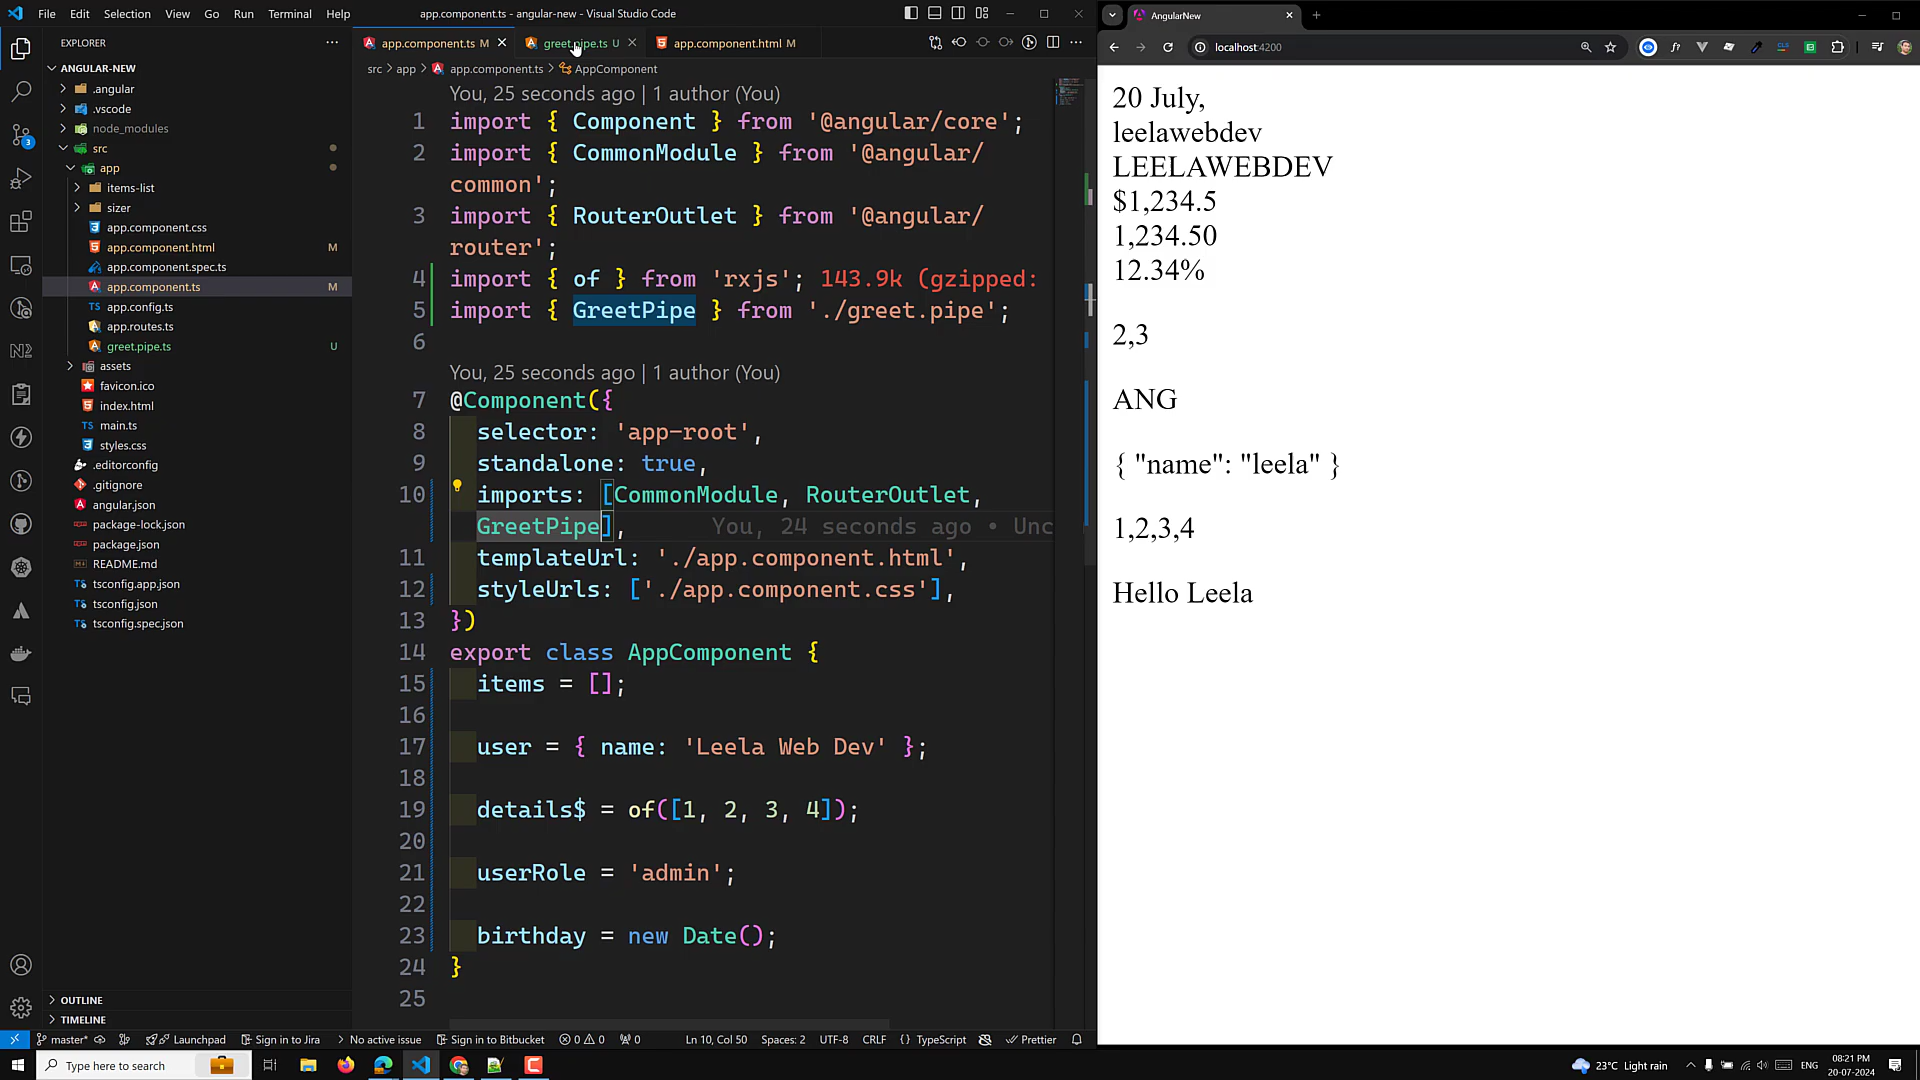 File Edit Selection View Go Run Terminal Help
app.component.ts - angular-new - Visual Studio Code
EXPLORER
ANGULAR-NEW
.angular
.vscode
node_modules
src
app
items-list
sizer
app.component.css
app.component.html M
app.component.spec.ts
app.component.ts M
app.config.ts
app.routes.ts
greet.pipe.ts U
assets
favicon.ico
index.html
main.ts
styles.css
.editorconfig
.gitignore
angular.json
package-lock.json
package.json
README.md
tsconfig.app.json
tsconfig.json
tsconfig.spec.json
OUTLINE
TIMELINE
app.component.ts M
greet.pipe.ts U
app.component.html M
src > app > app.component.ts > AppComponent
You, 25 seconds ago | 1 author (You)
1 import { Component } from '@angular/core';
2 import { CommonModule } from '@angular/
common';
3 import { RouterOutlet } from '@angular/
router';
4 import { of } from 'rxjs'; 143.9k (gzipped:
5 import { GreetPipe } from './greet.pipe';
6
You, 25 seconds ago | 1 author (You)
7 @Component({
8 selector: 'app-root',
9 standalone: true,
10 imports: [CommonModule, RouterOutlet,
GreetPipe], You, 24 seconds ago • Unc
11 templateUrl: './app.component.html',
12 styleUrls: ['./app.component.css'],
13 })
14 export class AppComponent {
15 items = [];
16
17 user = { name: 'Leela Web Dev' };
18
19 details$ = of([1, 2, 3, 4]);
20
21 userRole = 'admin';
22
23 birthday = new Date();
24 }
25
master* Launchpad Sign in to Jira No active issue Sign in to Bitbucket 0 0 0 Ln 10, Col 50 Spaces: 2 UTF-8 CRLF {} TypeScript Prettier
AngularNew
localhost:4200
20 July,
leelawebdev
LEELAWEBDEV
$1,234.5
1,234.50
12.34%
2,3
ANG
{ "name": "leela" }
1,2,3,4
Hello Leela
Type here to search
23°C Light rain
ENG
08:21 PM
20-07-2024